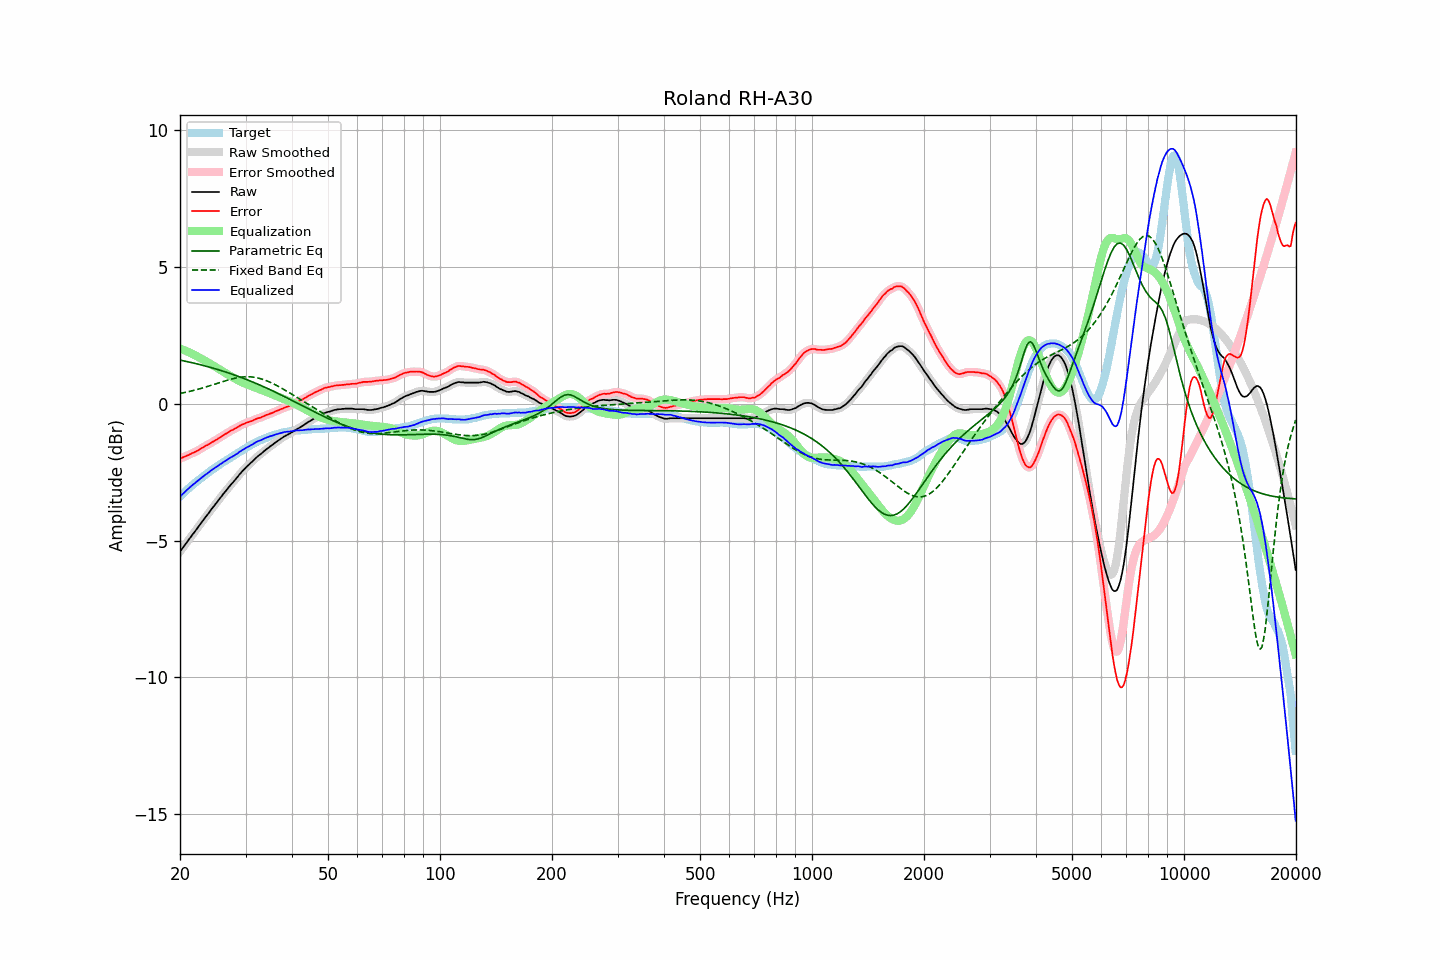 Roland RH-A30
10
5
0
−5
−10
−15
Amplitude (dBr)
Target
Raw Smoothed
Error Smoothed
Raw
Error
Equalization
Parametric Eq
Fixed Band Eq
Equalized
20 50 100 200 500 1000 2000 5000 10000 20000
Frequency (Hz)